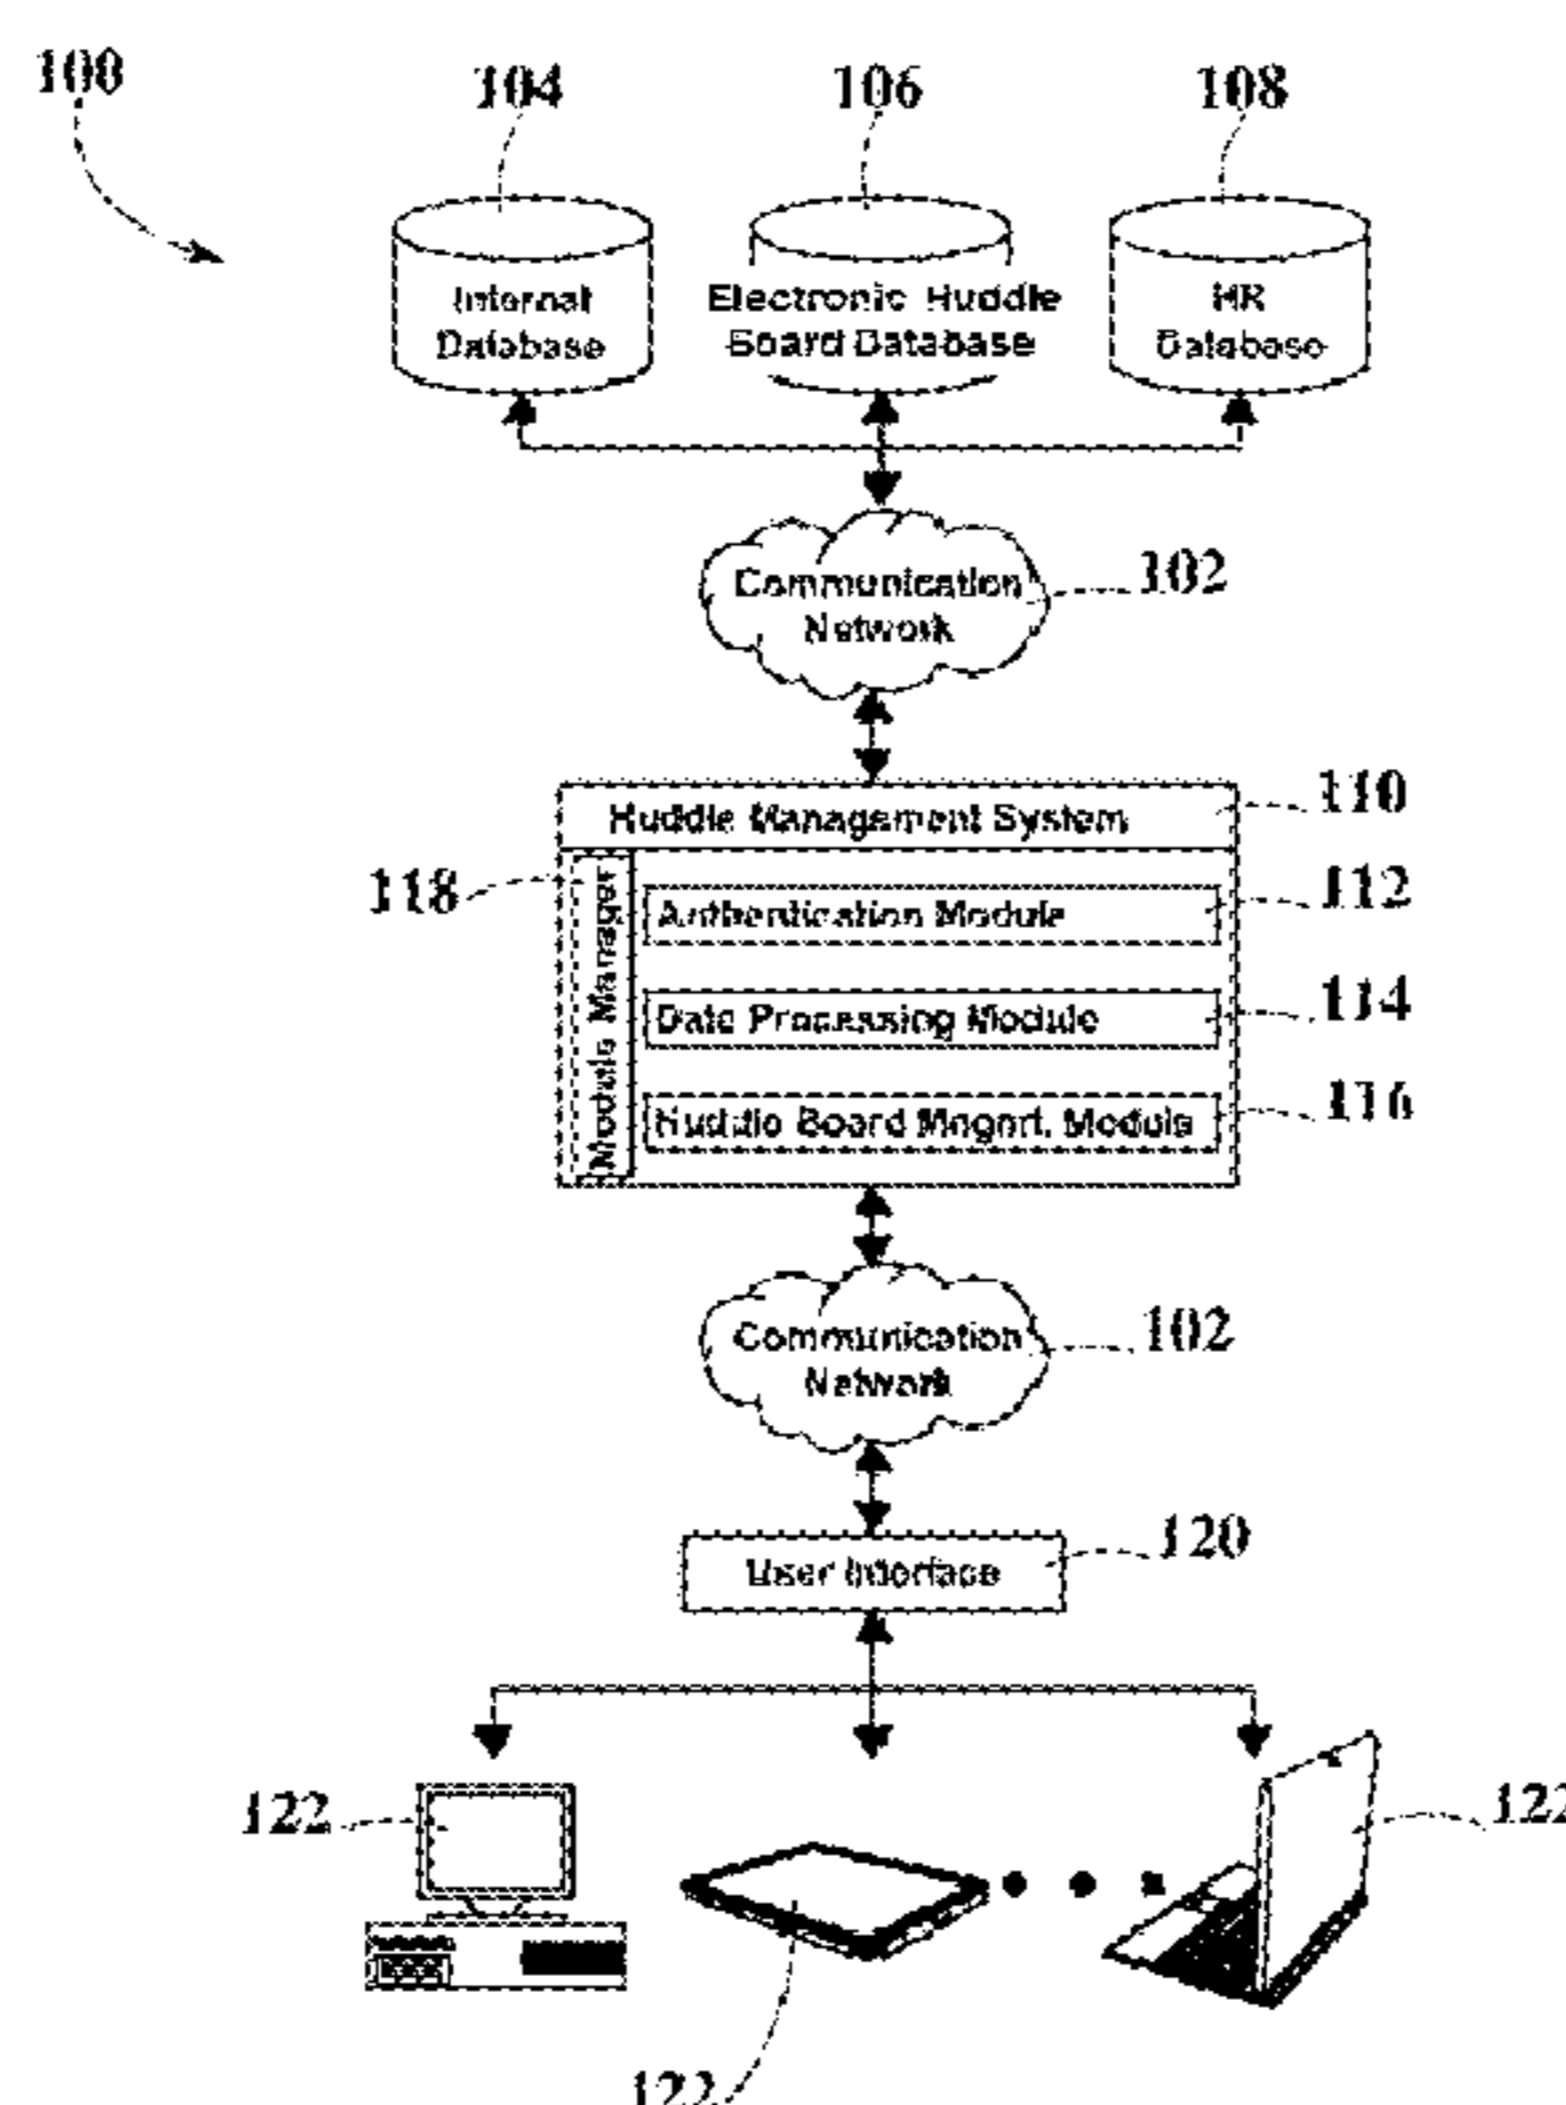 100
104
106
108
Internal
Database
Electronic Huddle
Board Database
HR
Database
Communication
Network
102
Huddle Management System
110
118
Module Manager
Authentication Module
112
Data Processing Module
114
Huddle Board Mngmt. Module
116
Communication
Network
102
User Interface
120
122
122
122